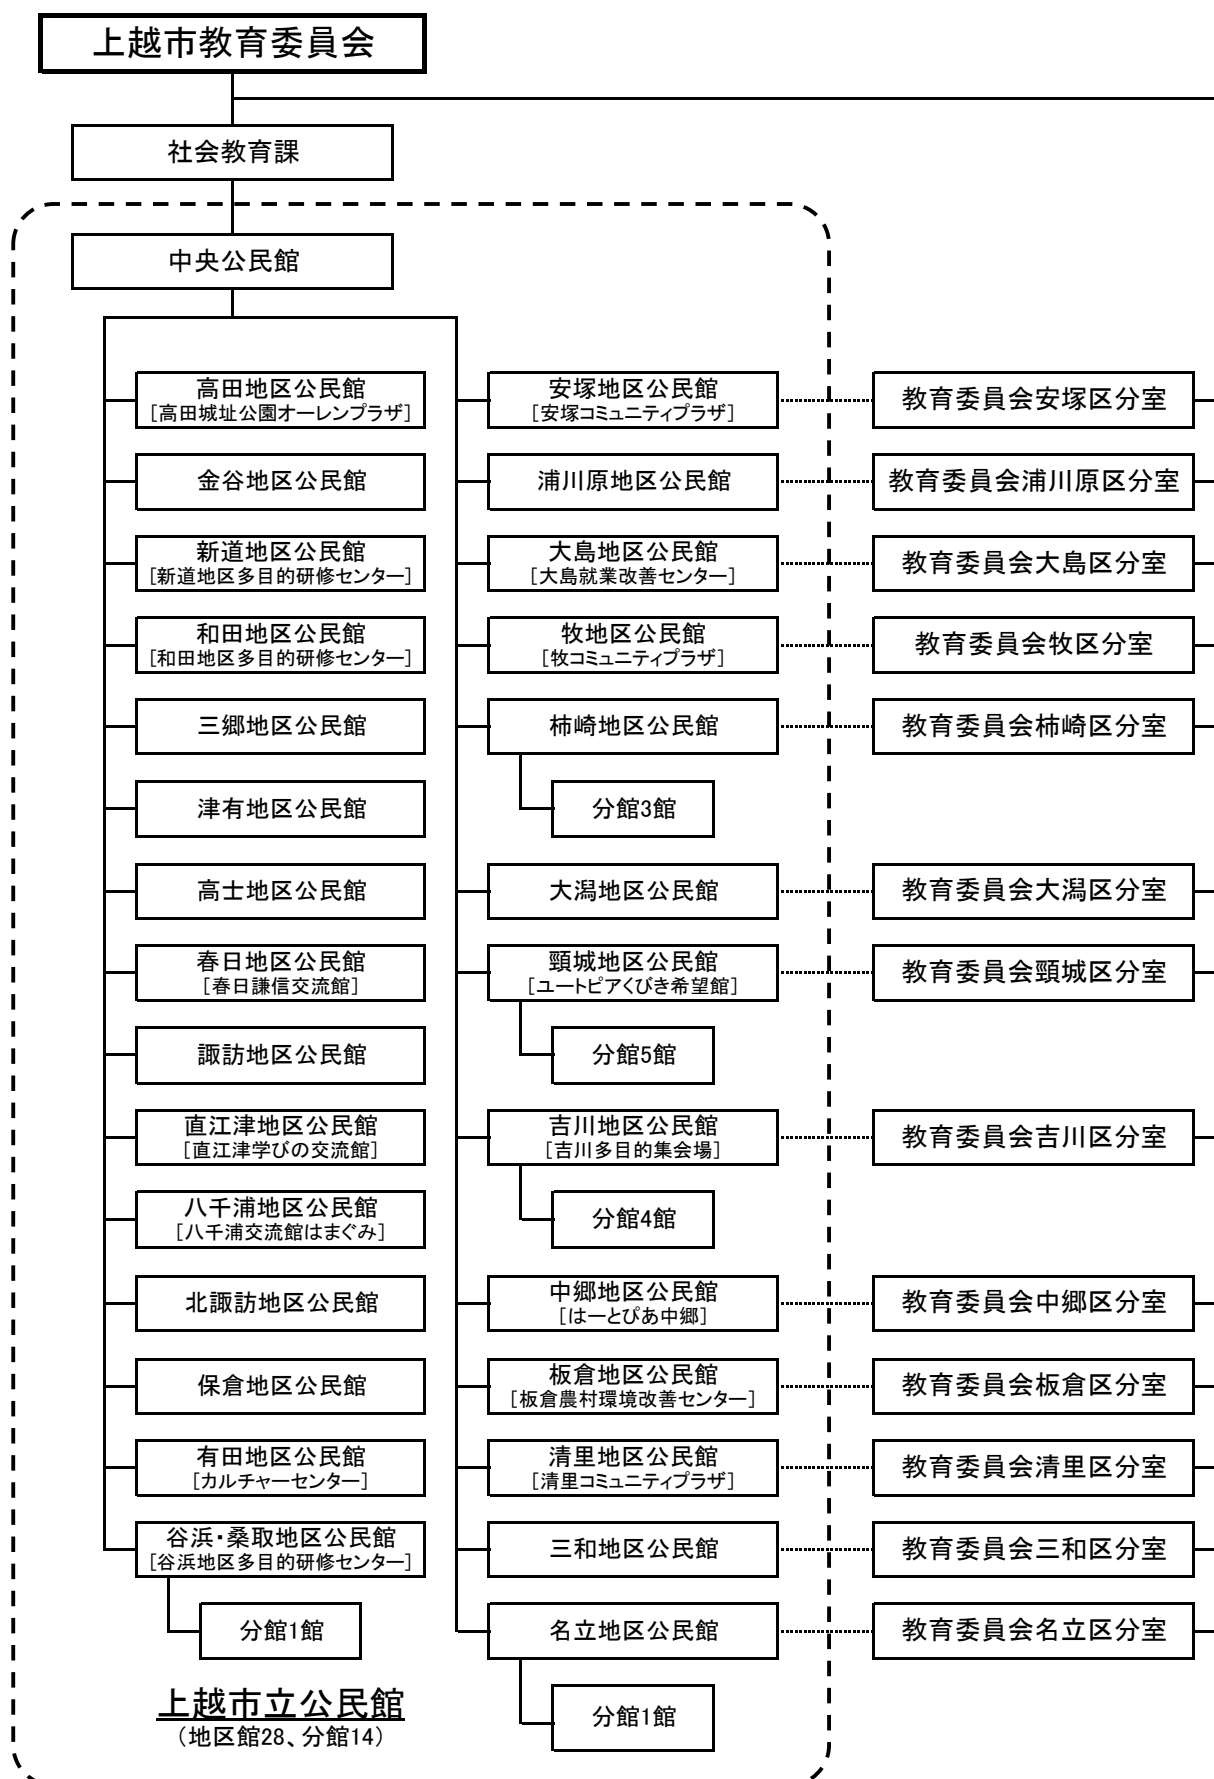 上越市教育委員会
社会教育課
中央公民館
高田地区公民館
[高田城址公園オーレンプラザ]
金谷地区公民館
新道地区公民館
[新道地区多目的研修センター]
和田地区公民館
[和田地区多目的研修センター]
三郷地区公民館
津有地区公民館
高士地区公民館
春日地区公民館
[春日謙信交流館]
諏訪地区公民館
直江津地区公民館
[直江津学びの交流館]
八千浦地区公民館
[八千浦交流館はまぐみ]
北諏訪地区公民館
保倉地区公民館
有田地区公民館
[カルチャーセンター]
谷浜・桑取地区公民館
[谷浜地区多目的研修センター]
分館1館
安塚地区公民館
[安塚コミュニティプラザ]
浦川原地区公民館
大島地区公民館
[大島就業改善センター]
牧地区公民館
[牧コミュニティプラザ]
柿崎地区公民館
分館3館
大潟地区公民館
頸城地区公民館
[ユートピアくびき希望館]
分館5館
吉川地区公民館
[吉川多目的集会場]
分館4館
中郷地区公民館
[はーとぴあ中郷]
板倉地区公民館
[板倉農村環境改善センター]
清里地区公民館
[清里コミュニティプラザ]
三和地区公民館
名立地区公民館
分館1館
教育委員会安塚区分室
教育委員会浦川原区分室
教育委員会大島区分室
教育委員会牧区分室
教育委員会柿崎区分室
教育委員会大潟区分室
教育委員会頸城区分室
教育委員会吉川区分室
教育委員会中郷区分室
教育委員会板倉区分室
教育委員会清里区分室
教育委員会三和区分室
教育委員会名立区分室
上越市立公民館
(地区館28、分館14)